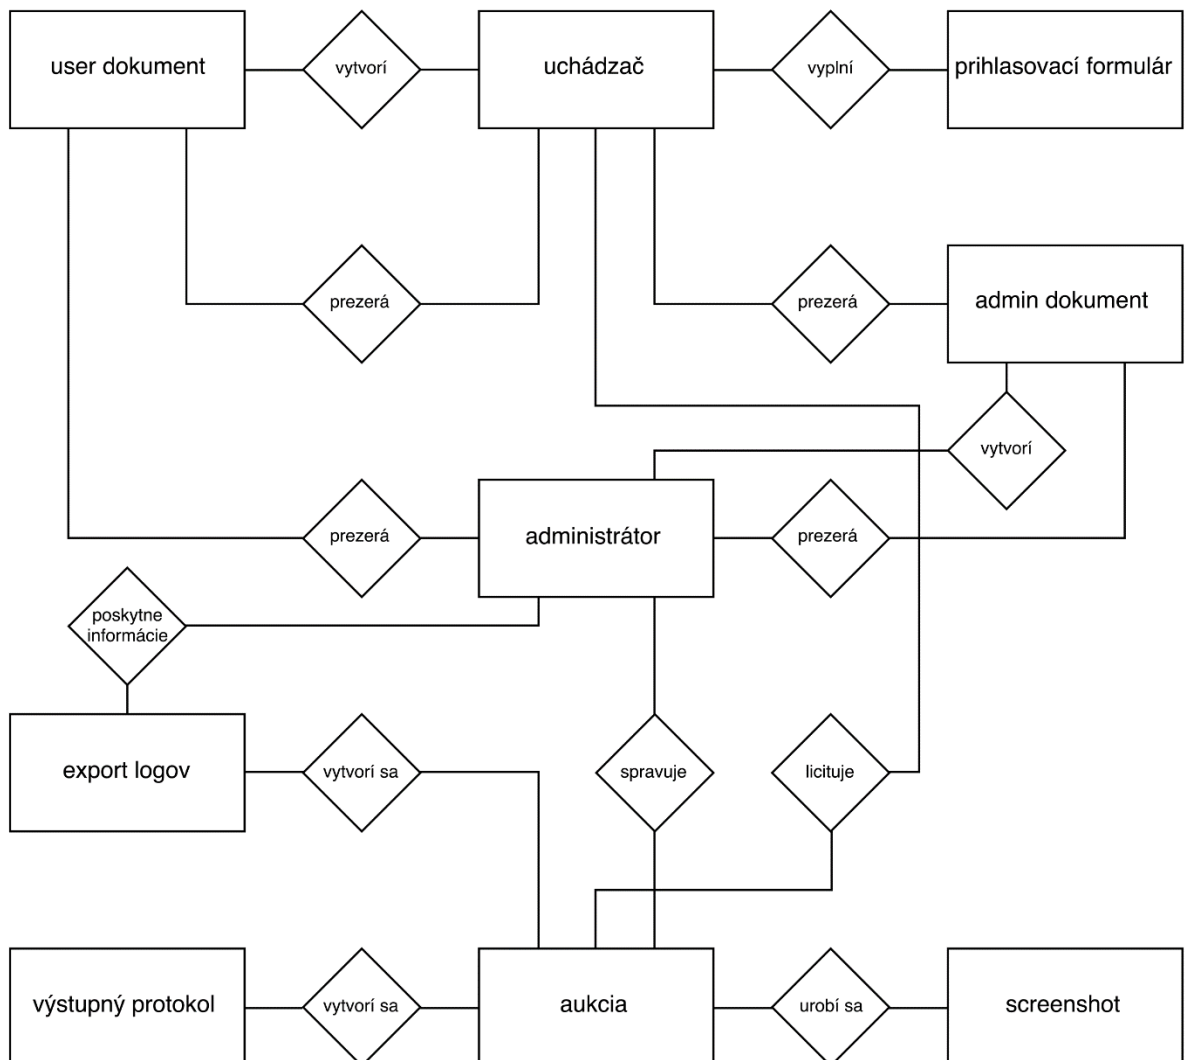 user dokument
vytvorí
uchádzač
vyplní
prihlasovací formulár
prezerá
prezerá
admin dokument
vytvorí
prezerá
administrátor
prezerá
poskytne
informácie
export logov
vytvorí sa
spravuje
licituje
výstupný protokol
vytvorí sa
aukcia
urobí sa
screenshot